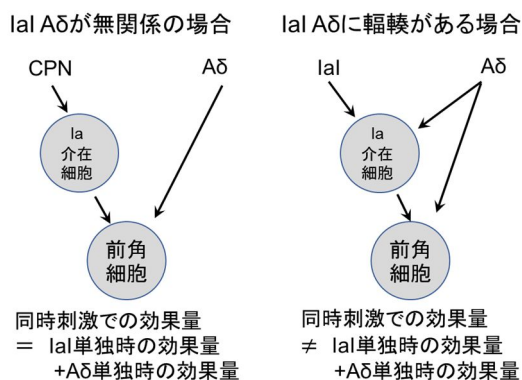 IaI Aδが無関係の場合
CPN
Aδ
Ia
介在
細胞
前角
細胞
同時刺激での効果量
= IaI単独時の効果量
+Aδ単独時の効果量
IaI Aδに輻輳がある場合
IaI
Aδ
Ia
介在
細胞
前角
細胞
同時刺激での効果量
≠ IaI単独時の効果量
+Aδ単独時の効果量